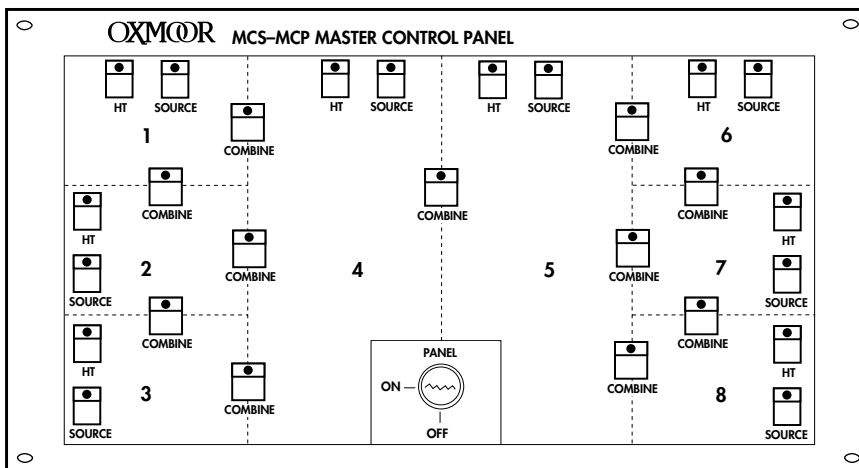 OXMOOR MCS–MCP MASTER CONTROL PANEL
HT SOURCE HT SOURCE HT SOURCE HT SOURCE
1 6
COMBINE COMBINE
COMBINE COMBINE COMBINE
HT HT
2 4 5 7
COMBINE COMBINE
SOURCE SOURCE
COMBINE COMBINE
PANEL
HT COMBINE HT
ON
3 8
COMBINE
SOURCE OFF SOURCE